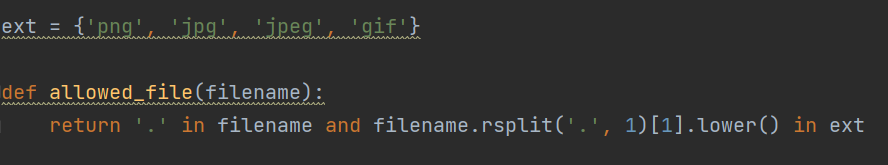 ext = {'png', 'jpg', 'jpeg', 'gif'}
def allowed_file(filename):
    return '.' in filename and filename.rsplit('.', 1)[1].lower() in ext